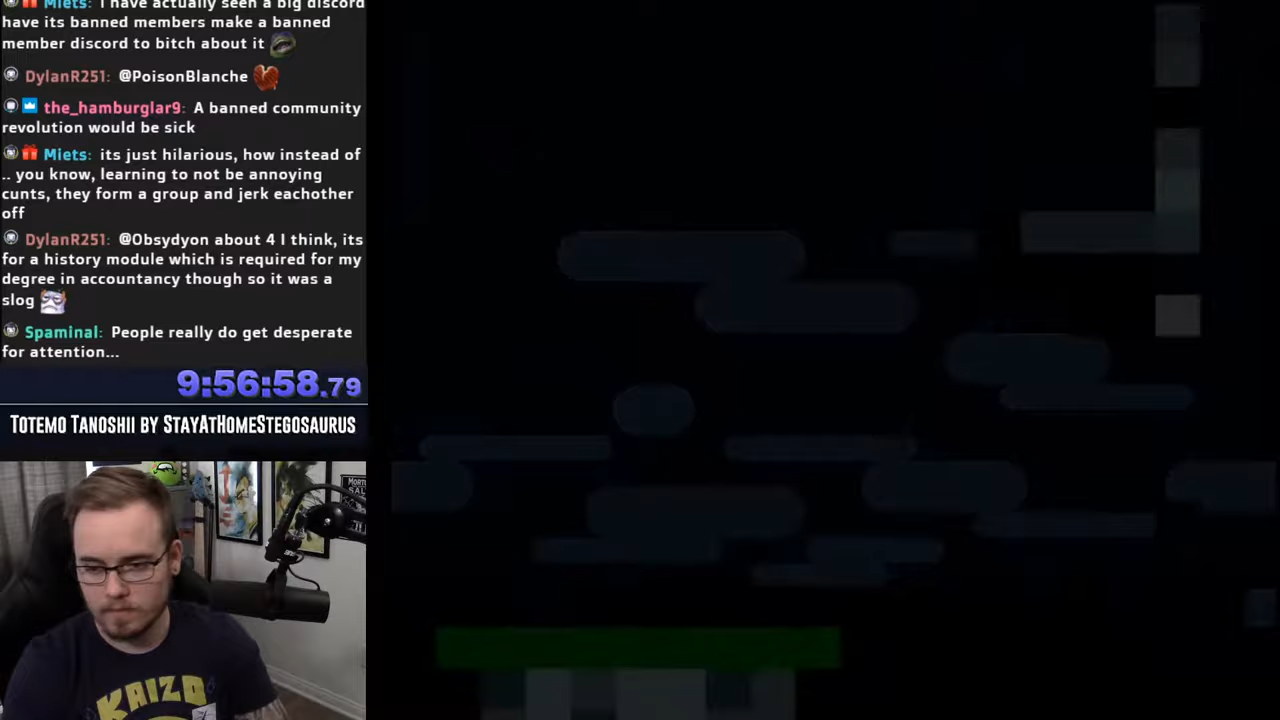 Miets: I have actually seen a big discord
have its banned members make a banned
member discord to bitch about it
DylanR251: @PoisonBlanche
the_hamburglar9: A banned community
revolution would be sick
Miets: its just hilarious, how instead of
.. you know, learning to not be annoying
cunts, they form a group and jerk eachother
off
DylanR251: @Obsydyon about 4 I think, its
for a history module which is required for my
degree in accountancy though so it was a
slog
Spaminal: People really do get desperate
for attention...
9:56:58.79
TOTEMO TANOSHII BY STAYATHOMESTEGOSAURUS
KAIZO